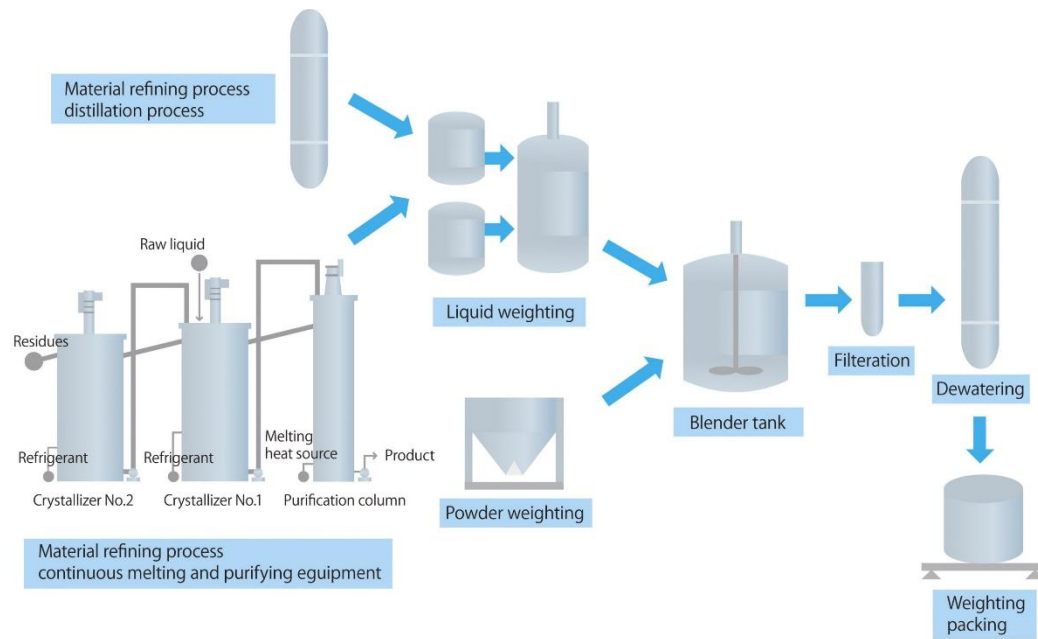 Material refining process
distillation process
Raw liquid
Residues
Refrigerant
Refrigerant
Melting
heat source
Product
Crystallizer No.2
Crystallizer No.1
Purification column
Material refining process
continuous melting and purifying equipment
Liquid weighting
Powder weighting
Blender tank
Filteration
Dewatering
Weighting
packing